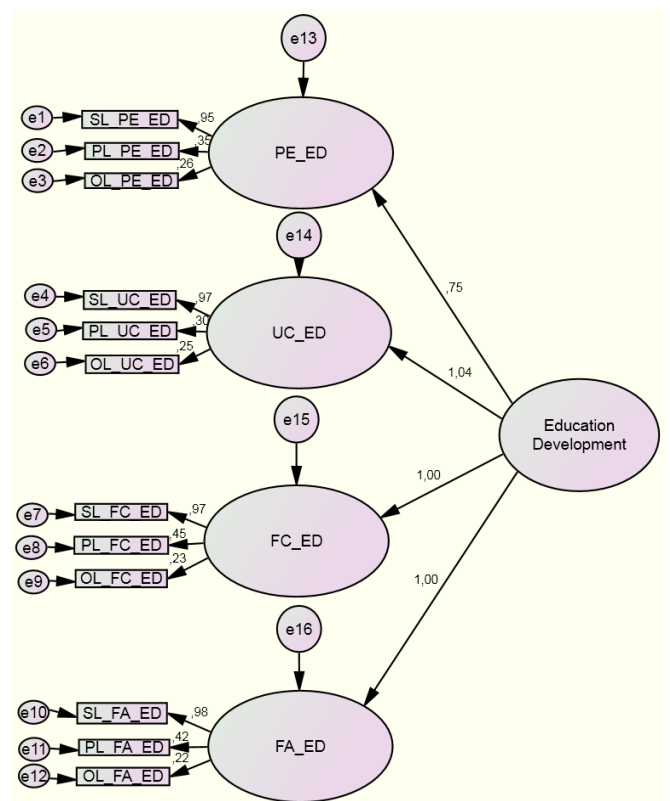 e13
e1
SL_PE_ED
,95
PE_ED
e2
PL_PE_ED
,35
e3
OL_PE_ED
,26
,75
e14
e4
SL_UC_ED
,97
UC_ED
e5
PL_UC_ED
,30
e6
OL_UC_ED
,25
1,04
Education
Development
e15
1,00
e7
SL_FC_ED
,97
FC_ED
e8
PL_FC_ED
,45
e9
OL_FC_ED
,23
1,00
e16
e10
SL_FA_ED
,98
FA_ED
e11
PL_FA_ED
,42
e12
OL_FA_ED
,22